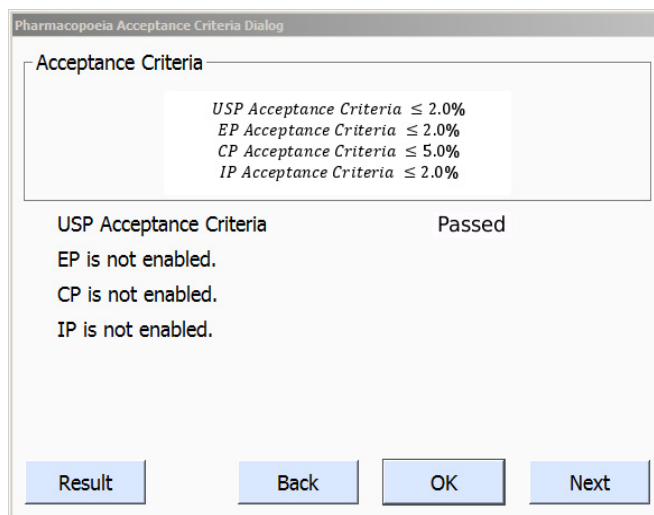 Pharmacopoeia Acceptance Criteria Dialog
Acceptance Criteria
USP Acceptance Criteria ≤ 2.0%
EP Acceptance Criteria ≤ 2.0%
CP Acceptance Criteria ≤ 5.0%
IP Acceptance Criteria ≤ 2.0%
USP Acceptance Criteria Passed
EP is not enabled.
CP is not enabled.
IP is not enabled.
Result Back OK Next